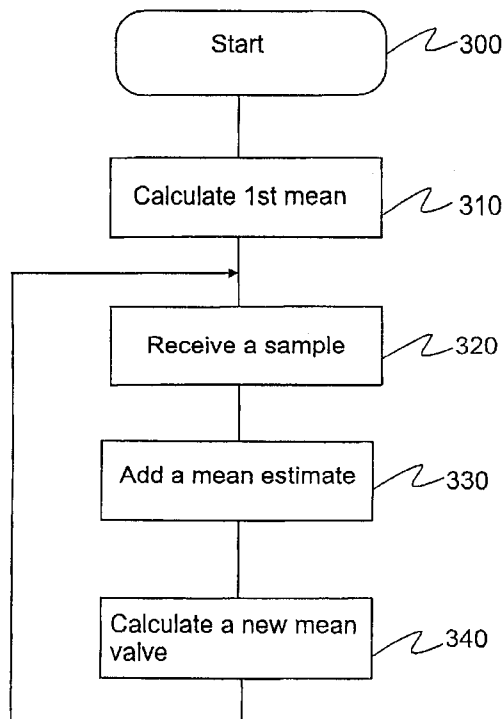 Start
300
Calculate 1st mean
310
Receive a sample
320
Add a mean estimate
330
Calculate a new mean
valve
340